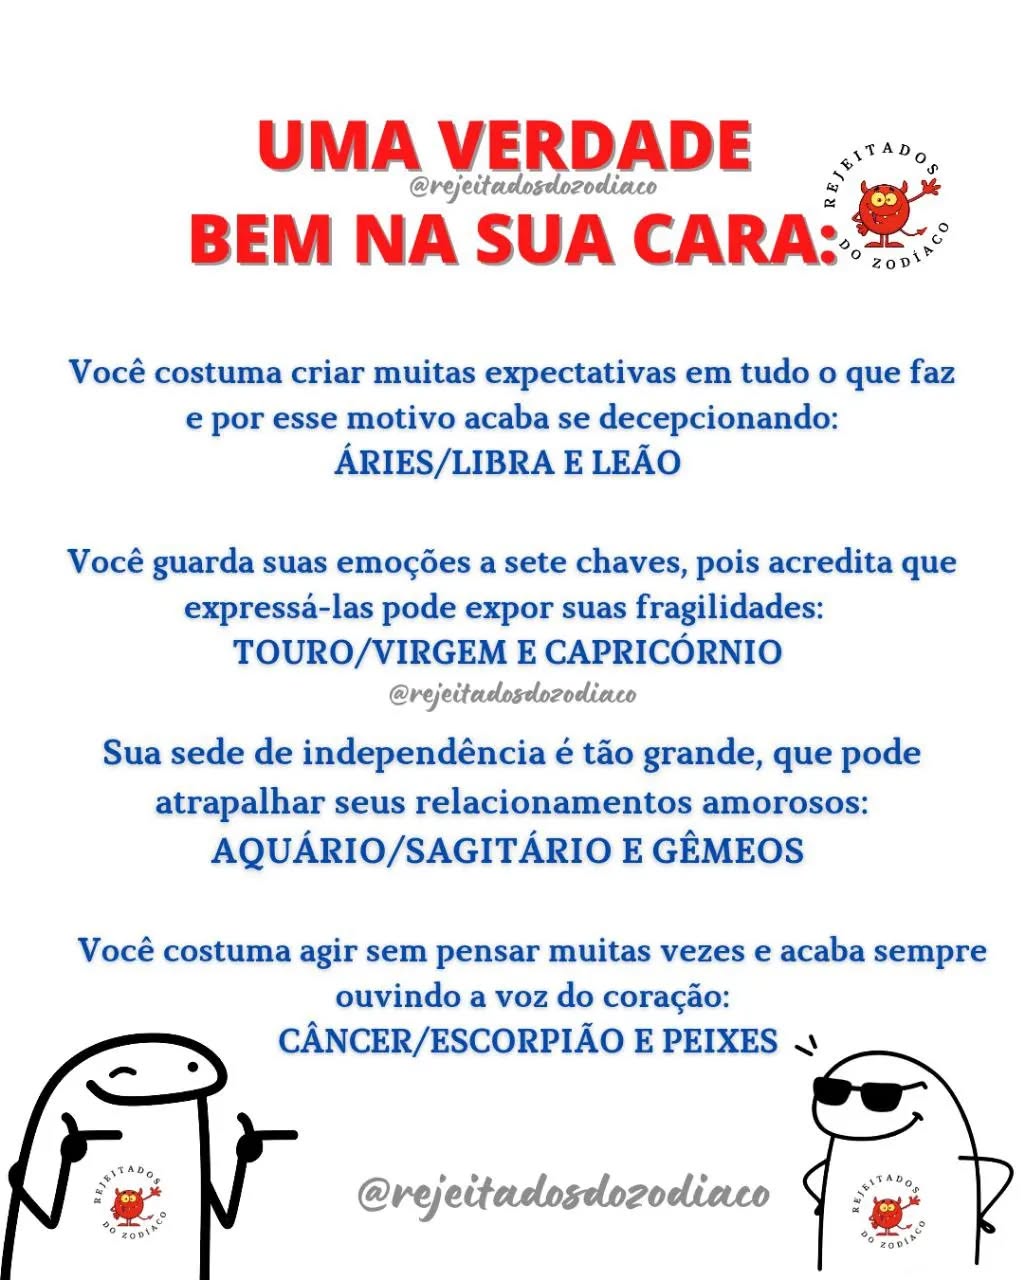 UMA VERDADE
@rejeitadosdozodiaco
BEM NA SUA CARA:
REJEITADOS
DO ZODÍACO
Você costuma criar muitas expectativas em tudo o que faz
e por esse motivo acaba se decepcionando:
ÁRIES/LIBRA E LEÃO
Você guarda suas emoções a sete chaves, pois acredita que
expressá-las pode expor suas fragilidades:
TOURO/VIRGEM E CAPRICÓRNIO
@rejeitadosdozodiaco
Sua sede de independência é tão grande, que pode
atrapalhar seus relacionamentos amorosos:
AQUÁRIO/SAGITÁRIO E GÊMEOS
Você costuma agir sem pensar muitas vezes e acaba sempre
ouvindo a voz do coração:
CÂNCER/ESCORPIÃO E PEIXES
REJEITADOS
DO ZODÍACO
@rejeitadosdozodiaco
REJEITADOS
DO ZODÍACO